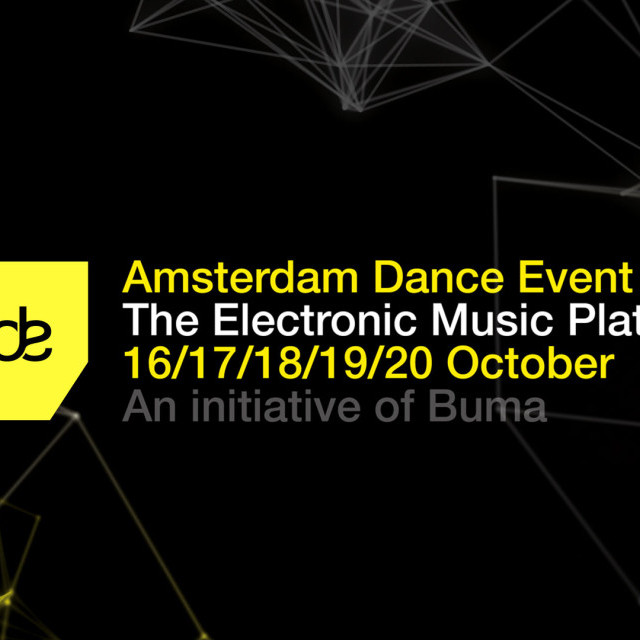 Amsterdam Dance Event
The Electronic Music Plat
16/17/18/19/20 October
An initiative of Buma